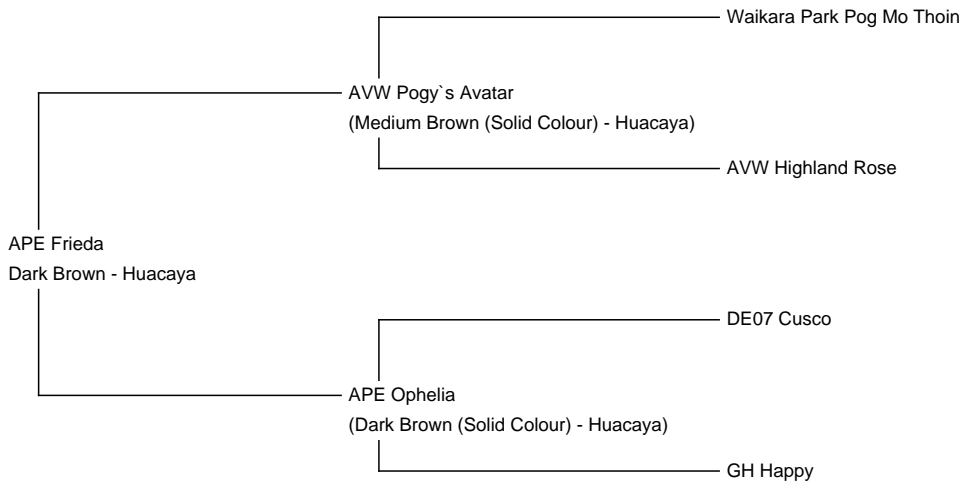 Waikara Park Pog Mo Thoin
AVW Pogy`s Avatar
(Medium Brown (Solid Colour) - Huacaya)
AVW Highland Rose
APE Frieda
Dark Brown - Huacaya
DE07 Cusco
APE Ophelia
(Dark Brown (Solid Colour) - Huacaya)
GH Happy